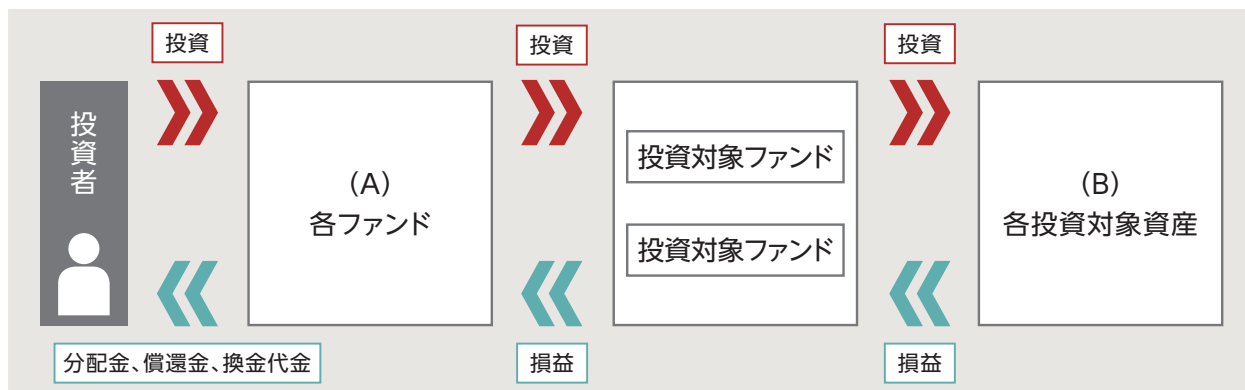 投資
投資
投資
投資者
(A)
各ファンド
投資対象ファンド
投資対象ファンド
(B)
各投資対象資産
分配金、償還金、換金代金
損益
損益